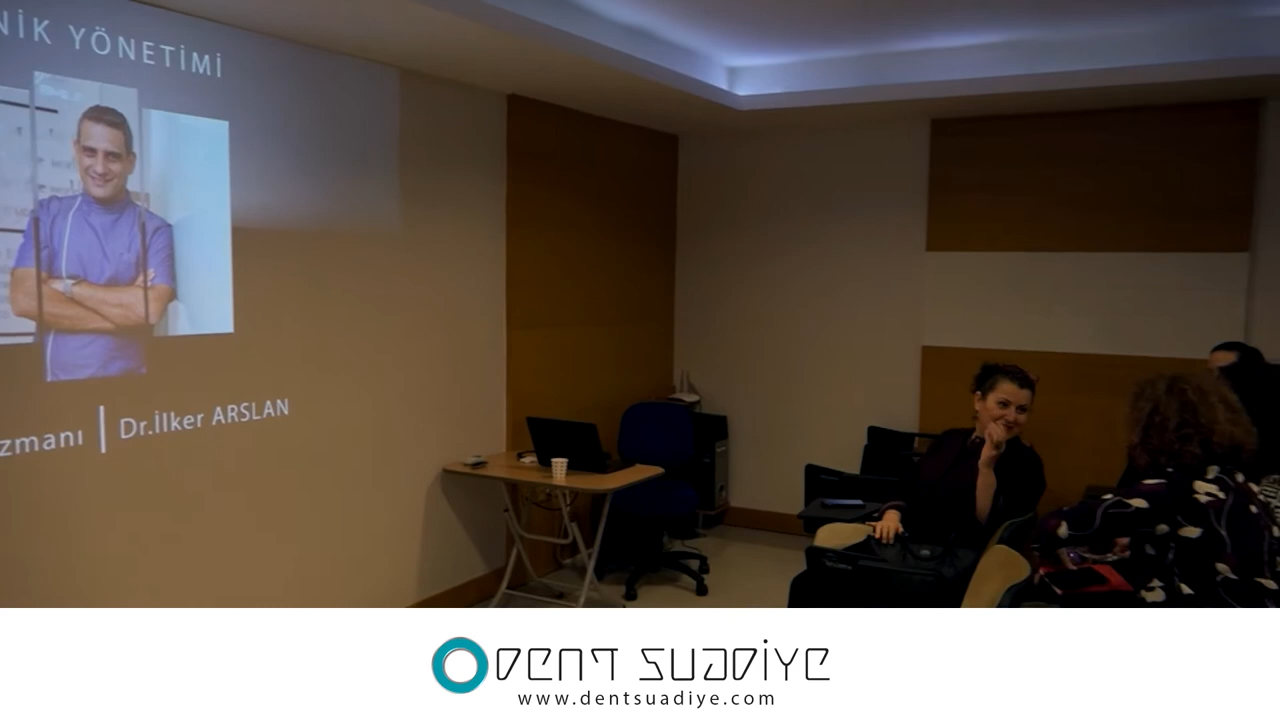 NİK YÖNETİMİ
zmanı | Dr.İlker ARSLAN
DENT SUADİYE
www.dentsuadiye.com